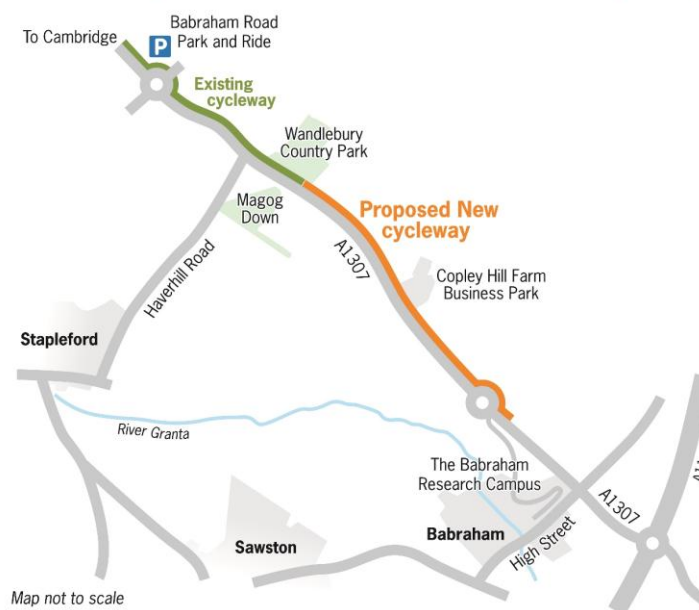 Babraham Road
Park and Ride
P
To Cambridge
Existing
cycleway
Wandlebury
Country Park
Magog
Down
Proposed New
cycleway
A1307
Haverhill Road
Copley Hill Farm
Business Park
Stapleford
River Granta
The Babraham
Research Campus
A1307
Babraham
High Street
Sawston
Map not to scale